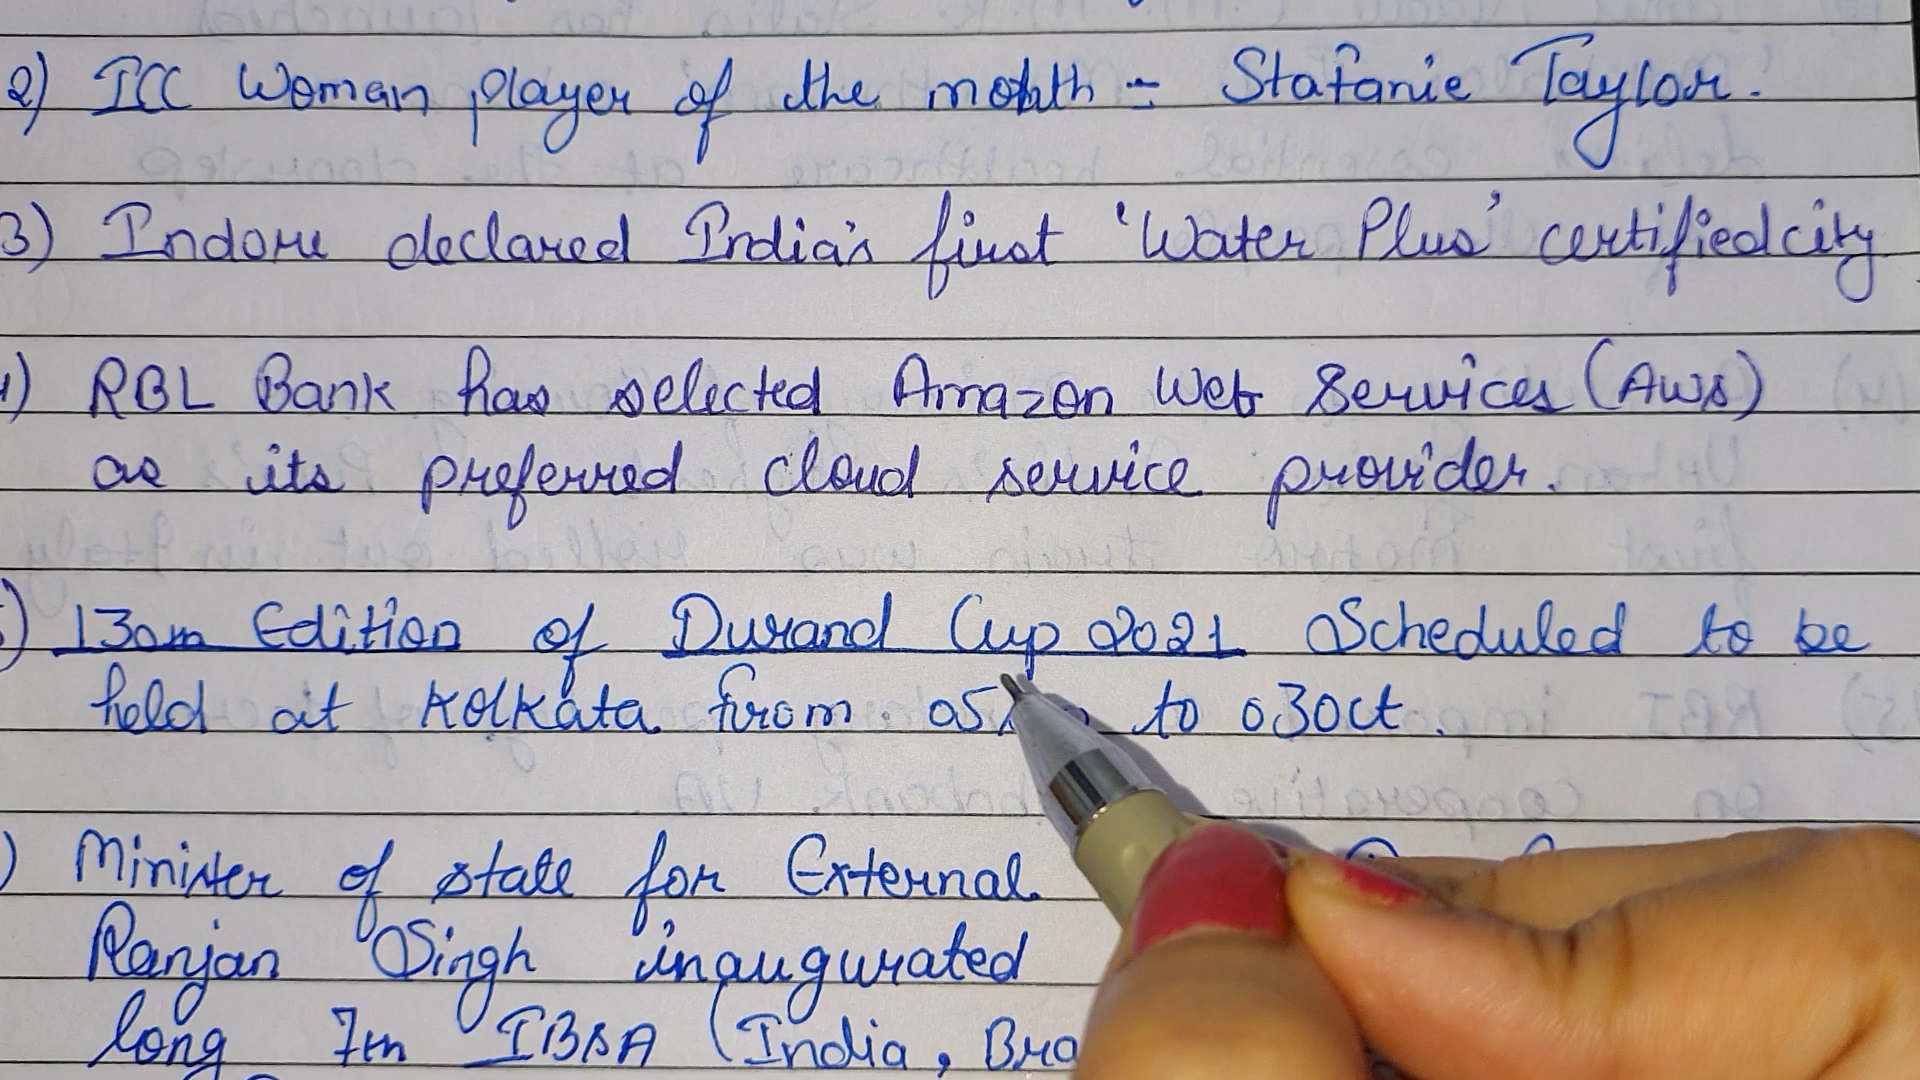 2) ICC Woman player of the month = Stafanie Taylor.
3) Indore declared India's first 'Water Plus' certified city
) RBL Bank has selected Amazon Web Services (AWS)
as its preferred cloud service provider.
) 130th Edition of Durand Cup 2021 Scheduled to be
held at Kolkata from 05 to 03 Oct.
) Minister of state for External
Ranjan Singh inaugurated
long 7th IBSA (India, Bra